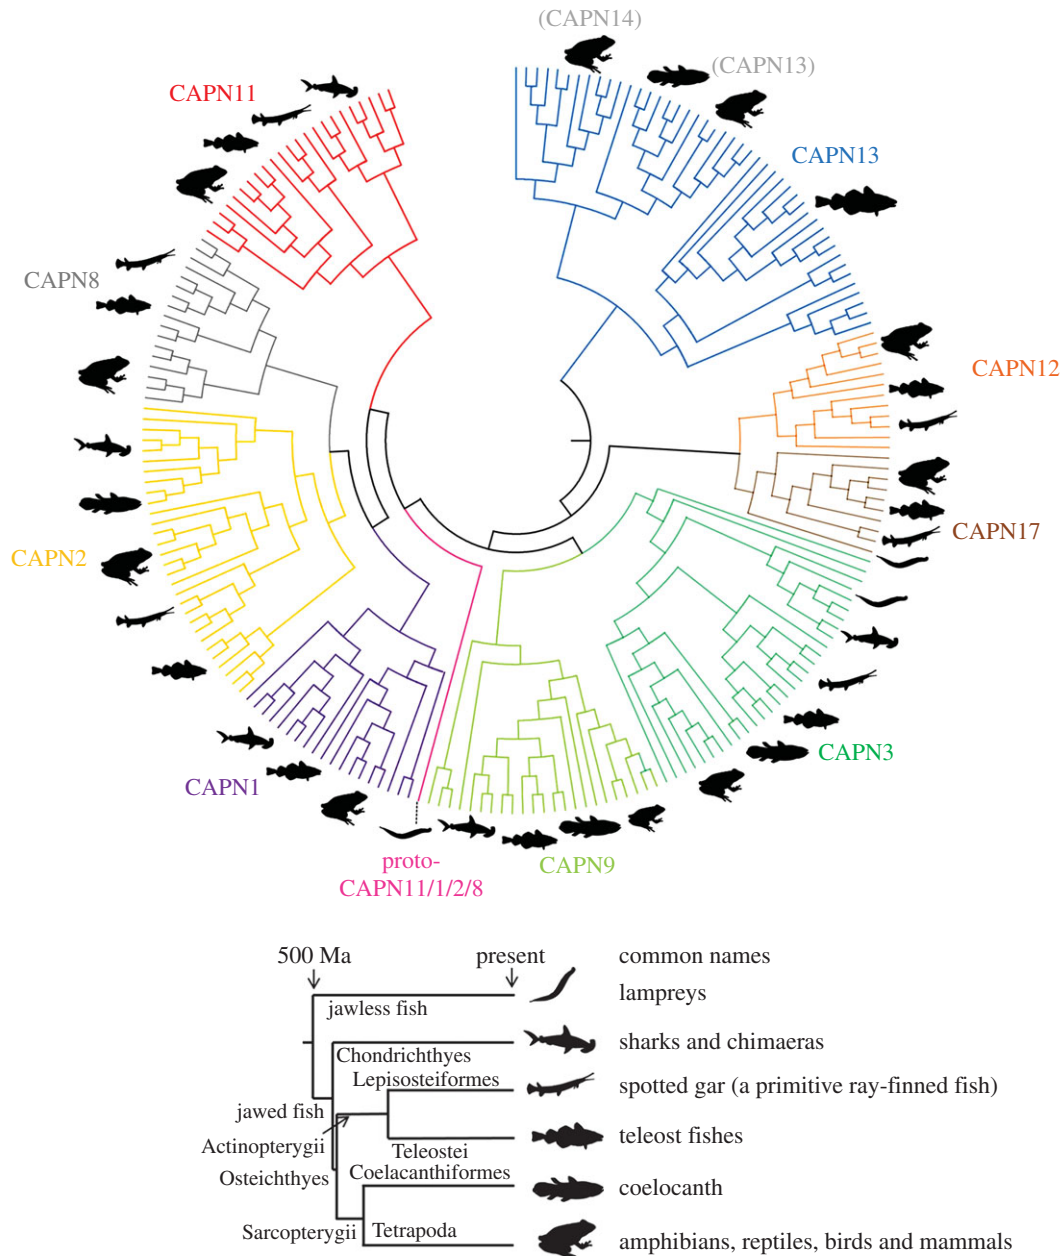 (CAPN14)
(CAPN13)
CAPN11
CAPN13
CAPN8
CAPN12
CAPN2
CAPN17
CAPN3
CAPN1
CAPN9
proto-
CAPN11/1/2/8
500 Ma
present
common names
jawless fish
lampreys
Chondrichthyes
sharks and chimaeras
Lepisosteiformes
spotted gar (a primitive ray-finned fish)
jawed fish
Actinopterygii
Teleostei
teleost fishes
Osteichthyes
Coelacanthiformes
coelocanth
Sarcopterygii
Tetrapoda
amphibians, reptiles, birds and mammals